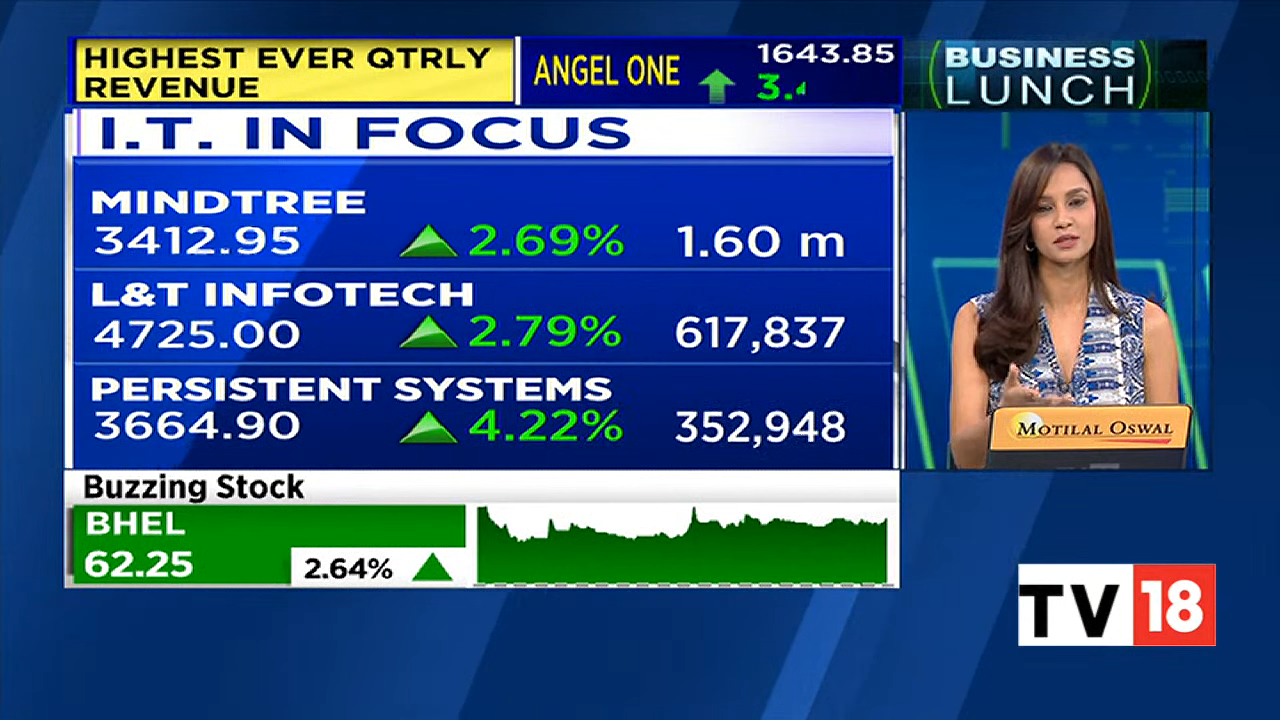 HIGHEST EVER QTRLY
REVENUE
ANGEL ONE
1643.85
BUSINESS
LUNCH
I.T. IN FOCUS
MINDTREE
3412.95 2.69% 1.60 m
L&T INFOTECH
4725.00 2.79% 617,837
PERSISTENT SYSTEMS
3664.90 4.22% 352,948
MOTILAL OSWAL
Buzzing Stock
BHEL
62.25 2.64%
TV18